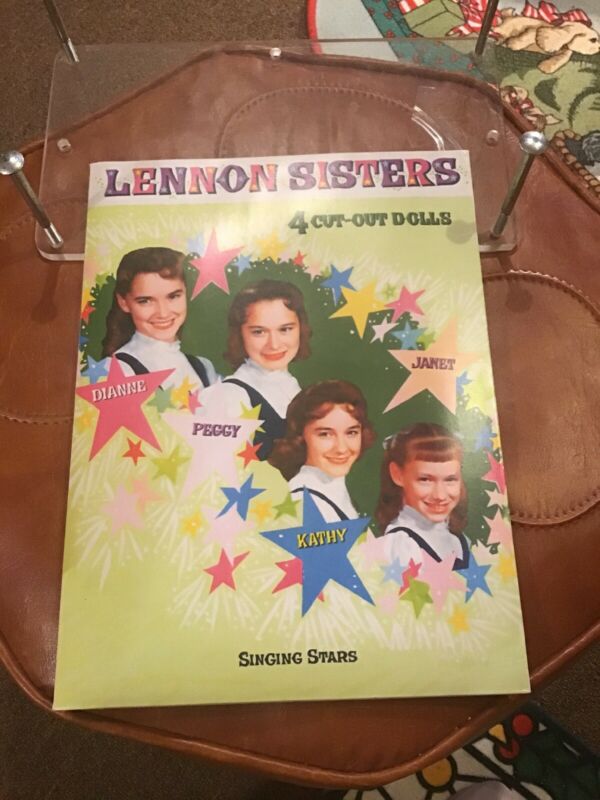 LENNON SISTERS
4 CUT-OUT DOLLS
DIANNE
PEGGY
JANET
KATHY
SINGING STARS